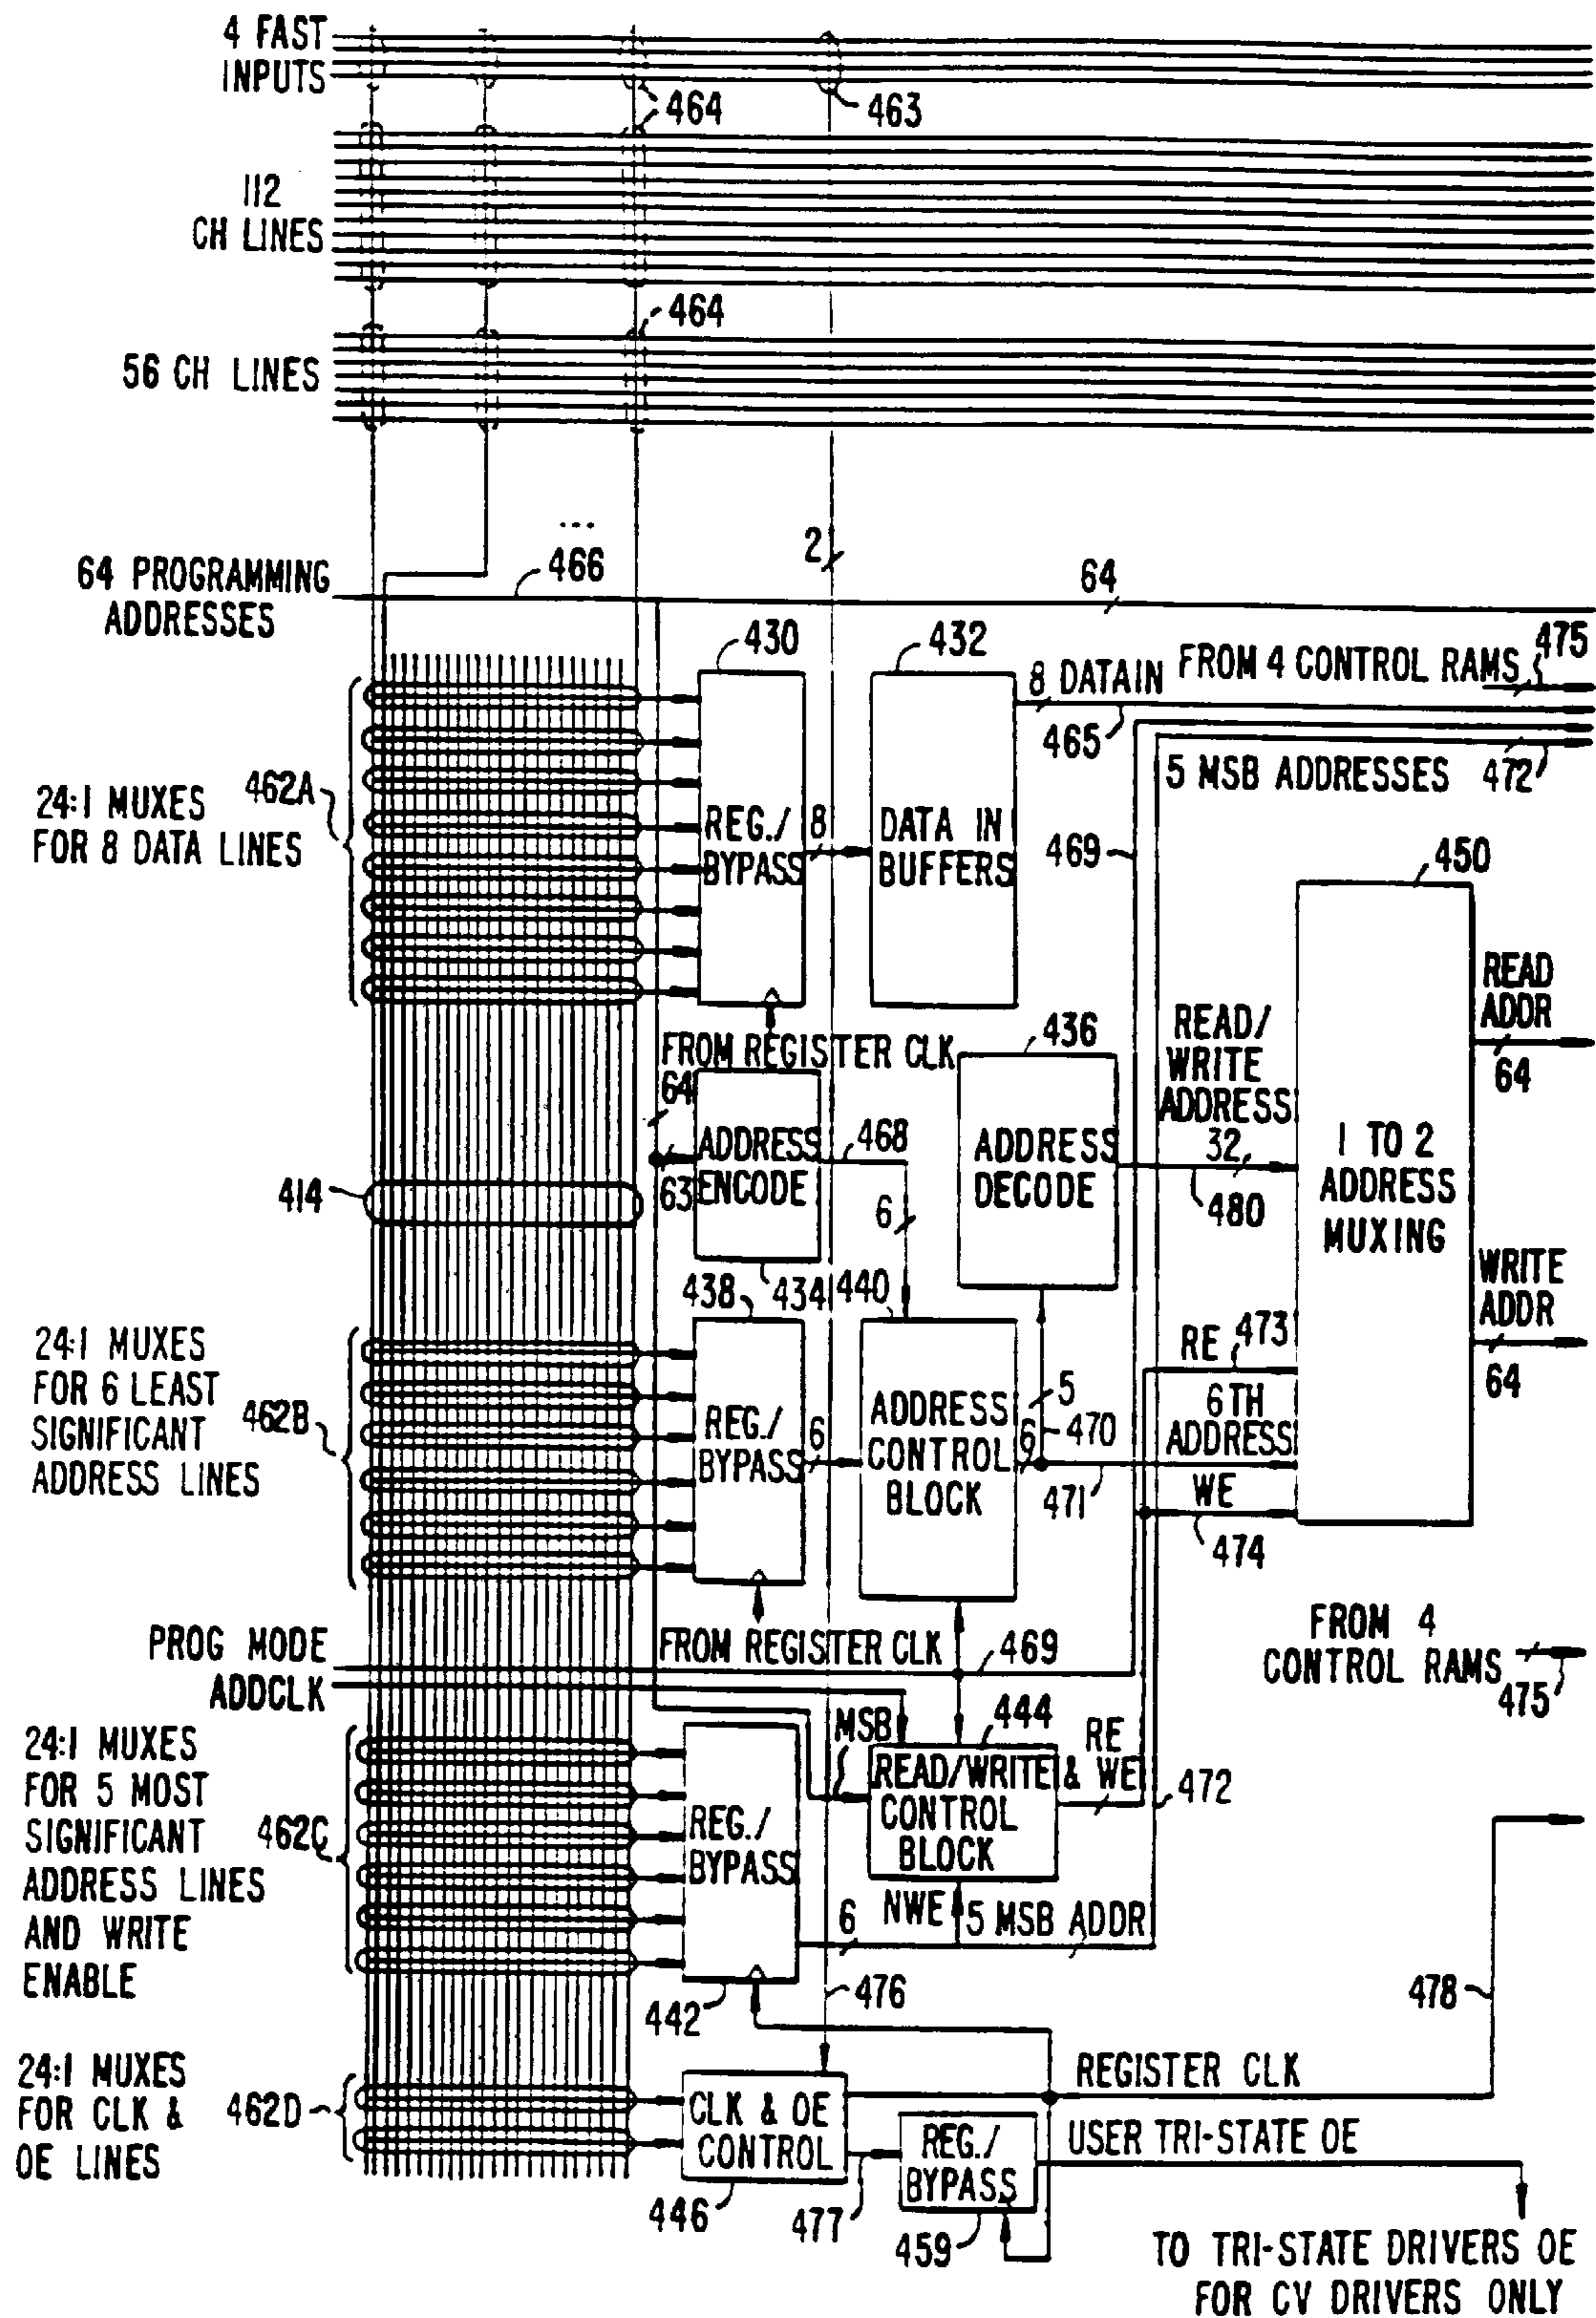 4 FAST
INPUTS
464
463
112
CH LINES
464
56 CH LINES
...
2
64 PROGRAMMING
ADDRESSES
466
64
430
432
8 DATAIN
FROM 4 CONTROL RAMS
475
465
5 MSB ADDRESSES
472
24:1 MUXES
FOR 8 DATA LINES
462A
REG./
BYPASS
8
DATA IN
BUFFERS
469
450
READ
ADDR
64
FROM REGISTER CLK
436
READ/
WRITE
ADDRESS
32
480
64
63
ADDRESS
ENCODE
468
6
ADDRESS
DECODE
1 TO 2
ADDRESS
MUXING
414
434
WRITE
ADDR
64
438
440
24:1 MUXES
FOR 6 LEAST
SIGNIFICANT
ADDRESS LINES
462B
REG./
BYPASS
6
ADDRESS
CONTROL
BLOCK
6
5
470
RE
473
6TH
ADDRESS
471
WE
474
FROM REGISTER CLK
469
FROM 4
CONTROL RAMS
475
PROG MODE
ADDCLK
MSB
444
24:1 MUXES
FOR 5 MOST
SIGNIFICANT
ADDRESS LINES
AND WRITE
ENABLE
462C
REG./
BYPASS
READ/WRITE
CONTROL
BLOCK
RE
& WE
472
6
NWE
5 MSB ADDR
442
476
478
24:1 MUXES
FOR CLK &
OE LINES
462D
CLK & OE
CONTROL
REGISTER CLK
REG./
BYPASS
USER TRI-STATE OE
446
477
459
TO TRI-STATE DRIVERS OE
FOR CV DRIVERS ONLY